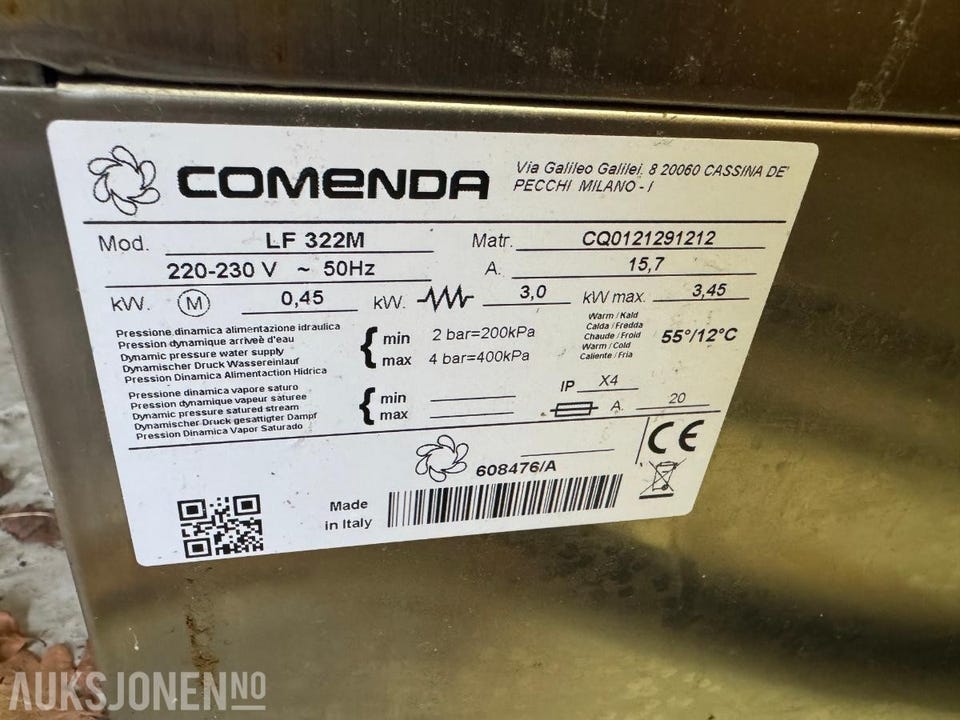 COMENDA
Via Galileo Galilei, 8 20060 CASSINA DE'
PECCHI MILANO - I
Mod. LF 322M Matr. CQ0121291212
220-230 V ~ 50Hz A. 15,7
kW. M 0,45 kW. 3,0 kW max. 3,45
Pressione dinamica alimentazione idraulica
Pression dynamique arriveè d'eau
Dynamic pressure water supply
Dynamischer Druck Wassereinlauf
Pression Dinamica Alimentaction Hidrica
min 2 bar=200kPa
max 4 bar=400kPa
Warm / Kald
Calda / Fredda
Chaude / Froid
Warm / Cold
Caliente / Fria
55°/12°C
Pressione dinamica vapore saturo
Pression dynamique vapeur saturee
Dynamic pressure satured stream
Dynamischer Druck gesattigter Dampf
Pression Dinamica Vapor Saturado
min
max
IP X4
A. 20
CE
608476/A
Made
in Italy
AUKSJONEN NO